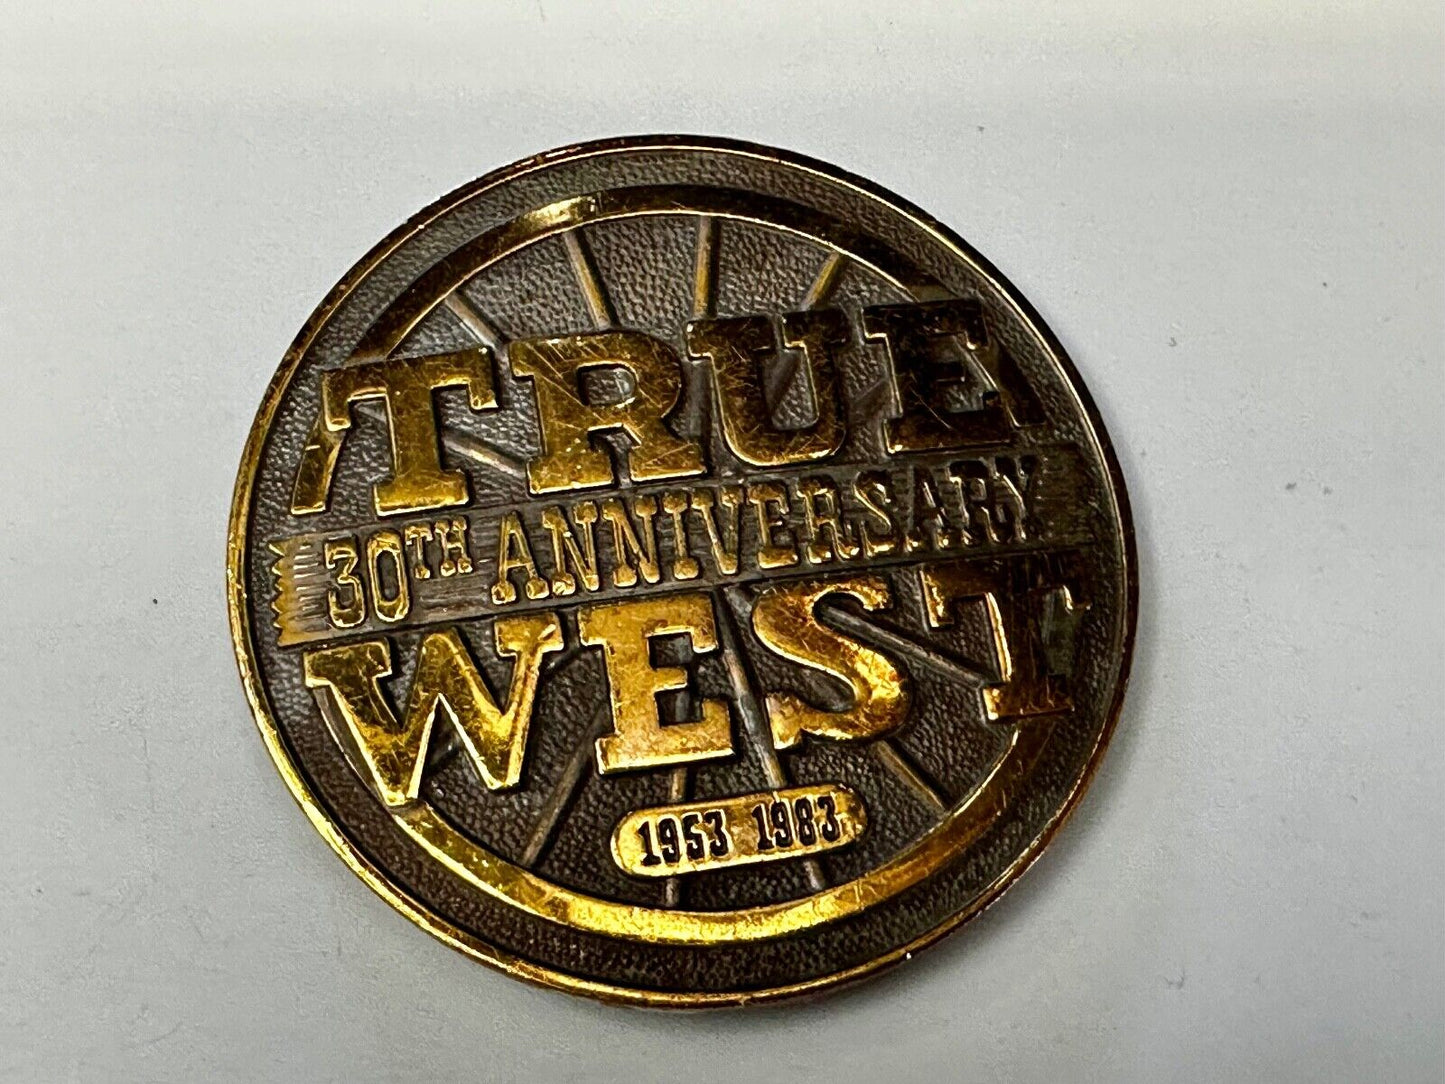 TRUE
30TH ANNIVERSARY
WEST
1953 1983